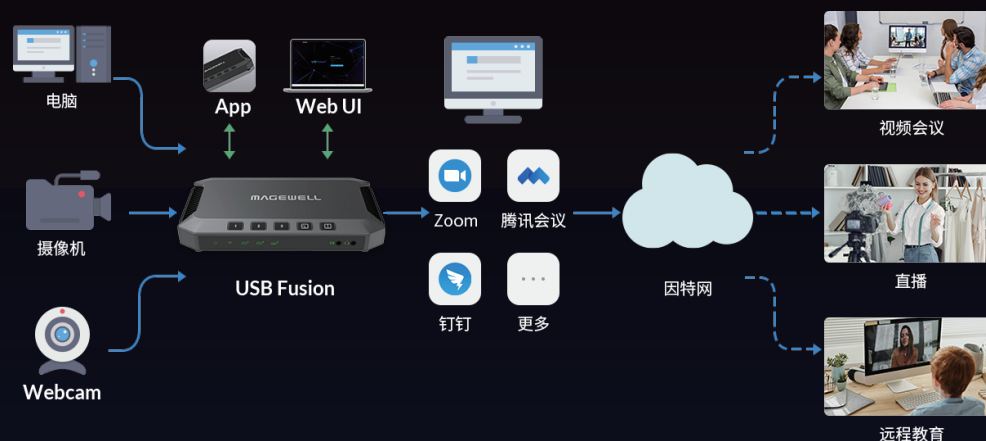 电脑
App
Web UI
摄像机
MAGEWELL
USB Fusion
Webcam
Zoom
腾讯会议
钉钉
更多
因特网
视频会议
直播
远程教育